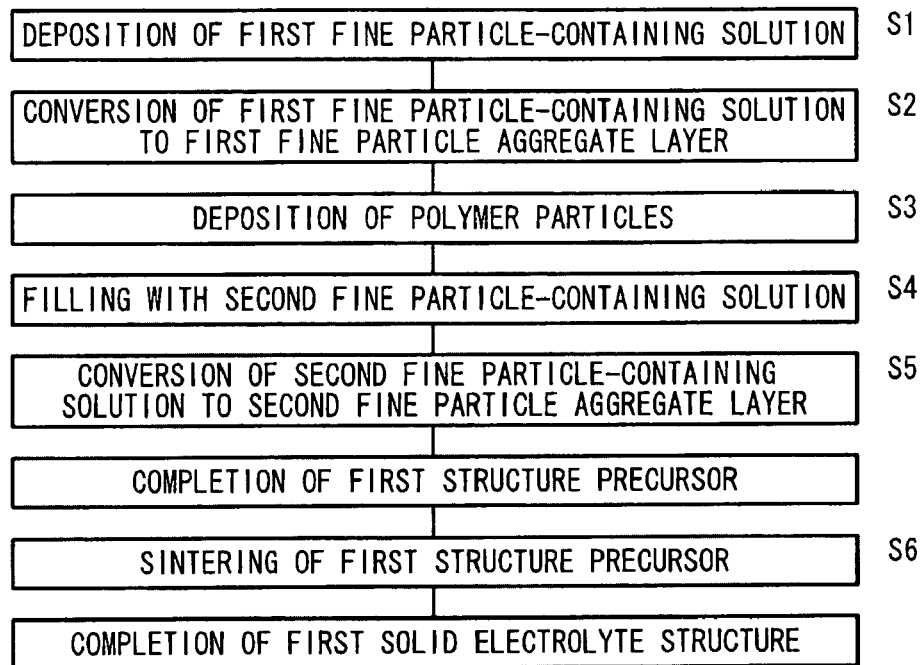 DEPOSITION OF FIRST FINE PARTICLE-CONTAINING SOLUTION S1
CONVERSION OF FIRST FINE PARTICLE-CONTAINING SOLUTION S2
TO FIRST FINE PARTICLE AGGREGATE LAYER
DEPOSITION OF POLYMER PARTICLES S3
FILLING WITH SECOND FINE PARTICLE-CONTAINING SOLUTION S4
CONVERSION OF SECOND FINE PARTICLE-CONTAINING S5
SOLUTION TO SECOND FINE PARTICLE AGGREGATE LAYER
COMPLETION OF FIRST STRUCTURE PRECURSOR
SINTERING OF FIRST STRUCTURE PRECURSOR S6
COMPLETION OF FIRST SOLID ELECTROLYTE STRUCTURE